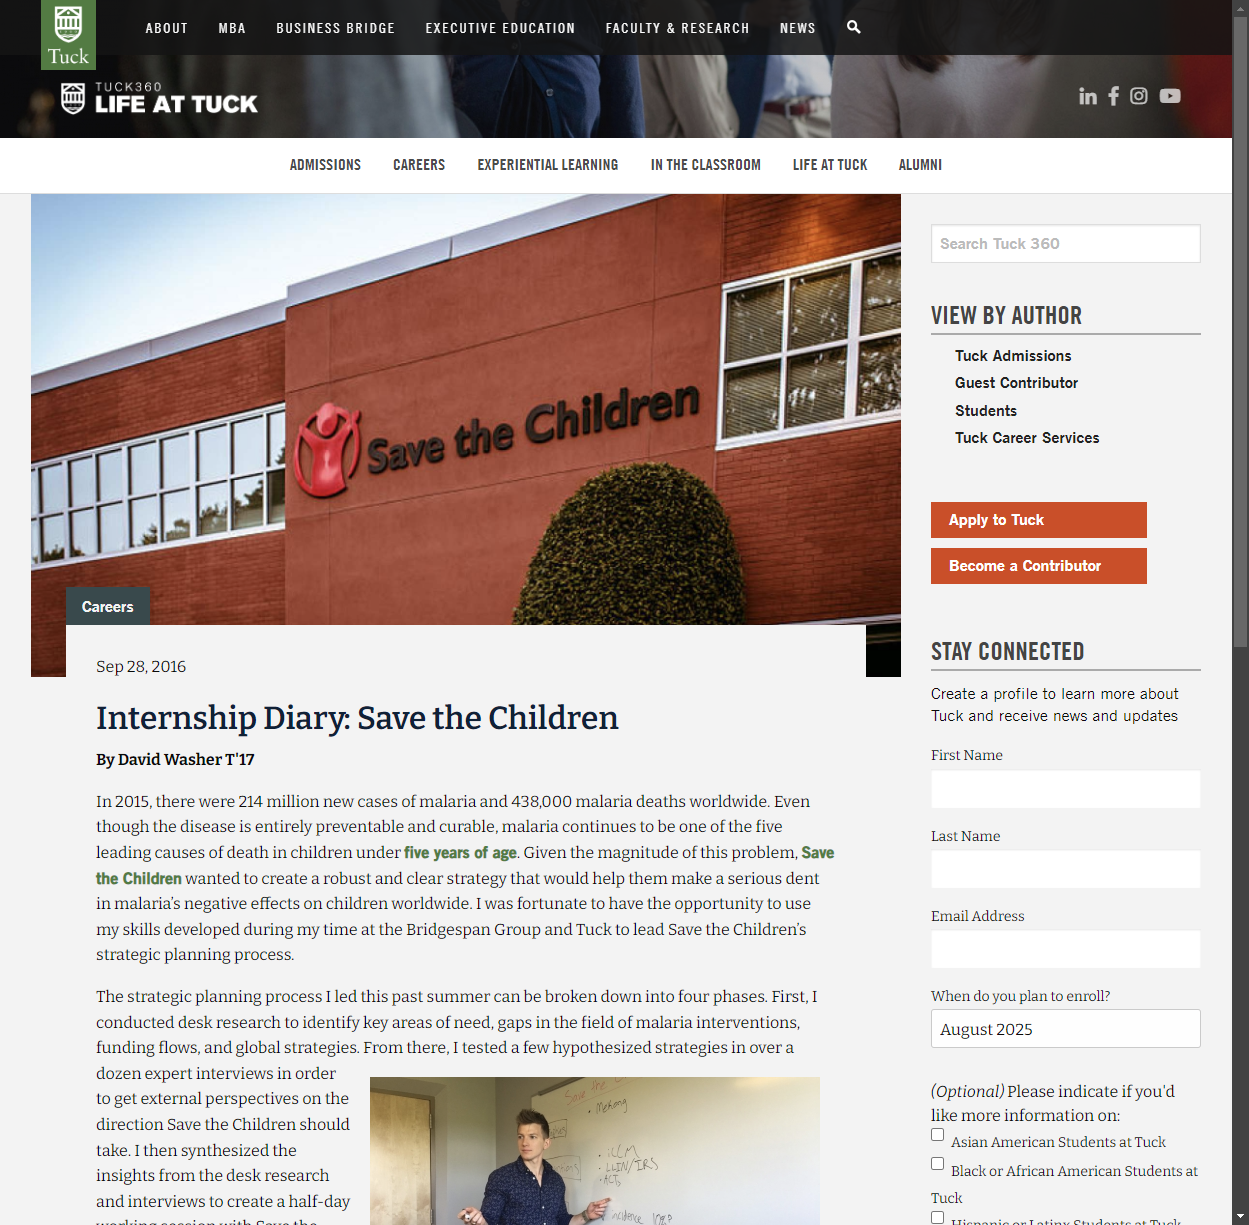 Tuck
ABOUT MBA BUSINESS BRIDGE EXECUTIVE EDUCATION FACULTY & RESEARCH NEWS
TUCK360
LIFE AT TUCK
ADMISSIONS CAREERS EXPERIENTIAL LEARNING IN THE CLASSROOM LIFE AT TUCK ALUMNI
Save the Children
Careers
Sep 28, 2016
Internship Diary: Save the Children
By David Washer T'17
In 2015, there were 214 million new cases of malaria and 438,000 malaria deaths worldwide. Even
though the disease is entirely preventable and curable, malaria continues to be one of the five
leading causes of death in children under five years of age. Given the magnitude of this problem, Save
the Children wanted to create a robust and clear strategy that would help them make a serious dent
in malaria's negative effects on children worldwide. I was fortunate to have the opportunity to use
my skills developed during my time at the Bridgespan Group and Tuck to lead Save the Children's
strategic planning process.
The strategic planning process I led this past summer can be broken down into four phases. First, I
conducted desk research to identify key areas of need, gaps in the field of malaria interventions,
funding flows, and global strategies. From there, I tested a few hypothesized strategies in over a
dozen expert interviews in order
to get external perspectives on the
direction Save the Children should
take. I then synthesized the
insights from the desk research
and interviews to create a half-day
working session with Save the
Save the
Mekong
iCCM
LLIN/IRS
ACTs
Search Tuck 360
VIEW BY AUTHOR
Tuck Admissions
Guest Contributor
Students
Tuck Career Services
Apply to Tuck
Become a Contributor
STAY CONNECTED
Create a profile to learn more about
Tuck and receive news and updates
First Name
Last Name
Email Address
When do you plan to enroll?
August 2025
(Optional) Please indicate if you'd
like more information on:
Asian American Students at Tuck
Black or African American Students at
Tuck
Hispanic or Latinx Students at Tuck